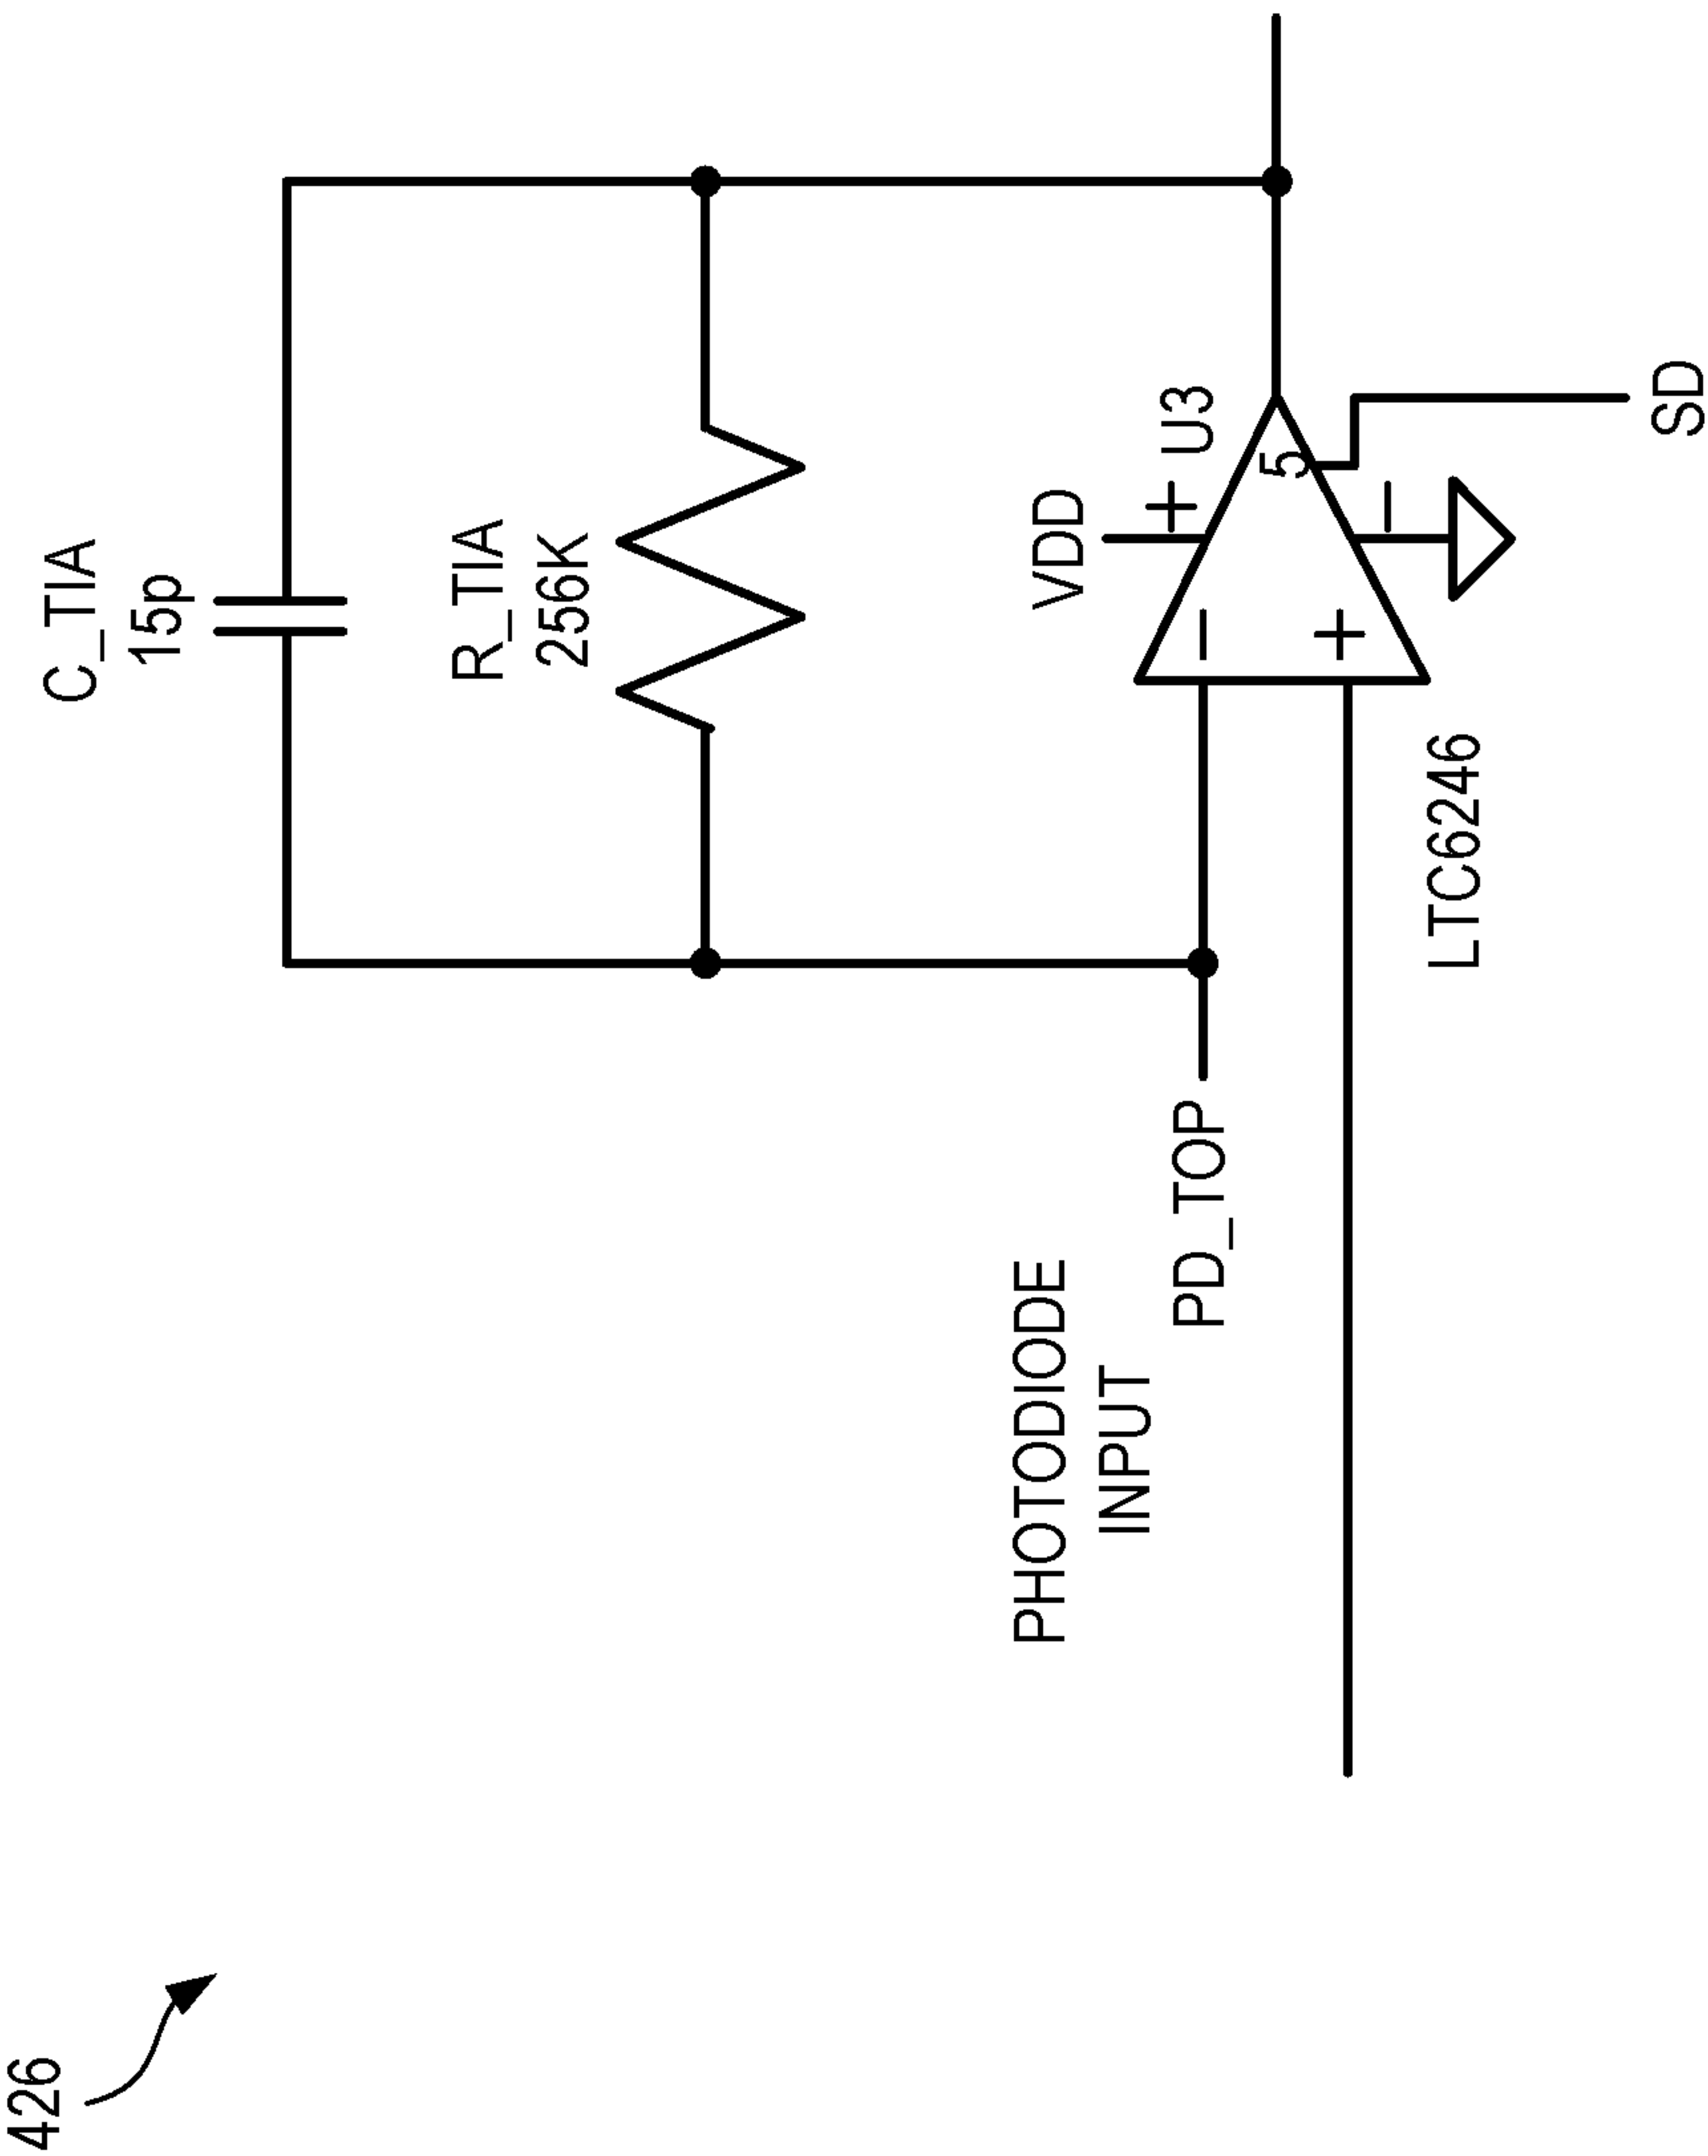 C_TIA
15p
R_TIA
256K
VDD
+
U3
−
+
5
−
SD
LTC6246
PHOTODIODE
INPUT
PD_TOP
426